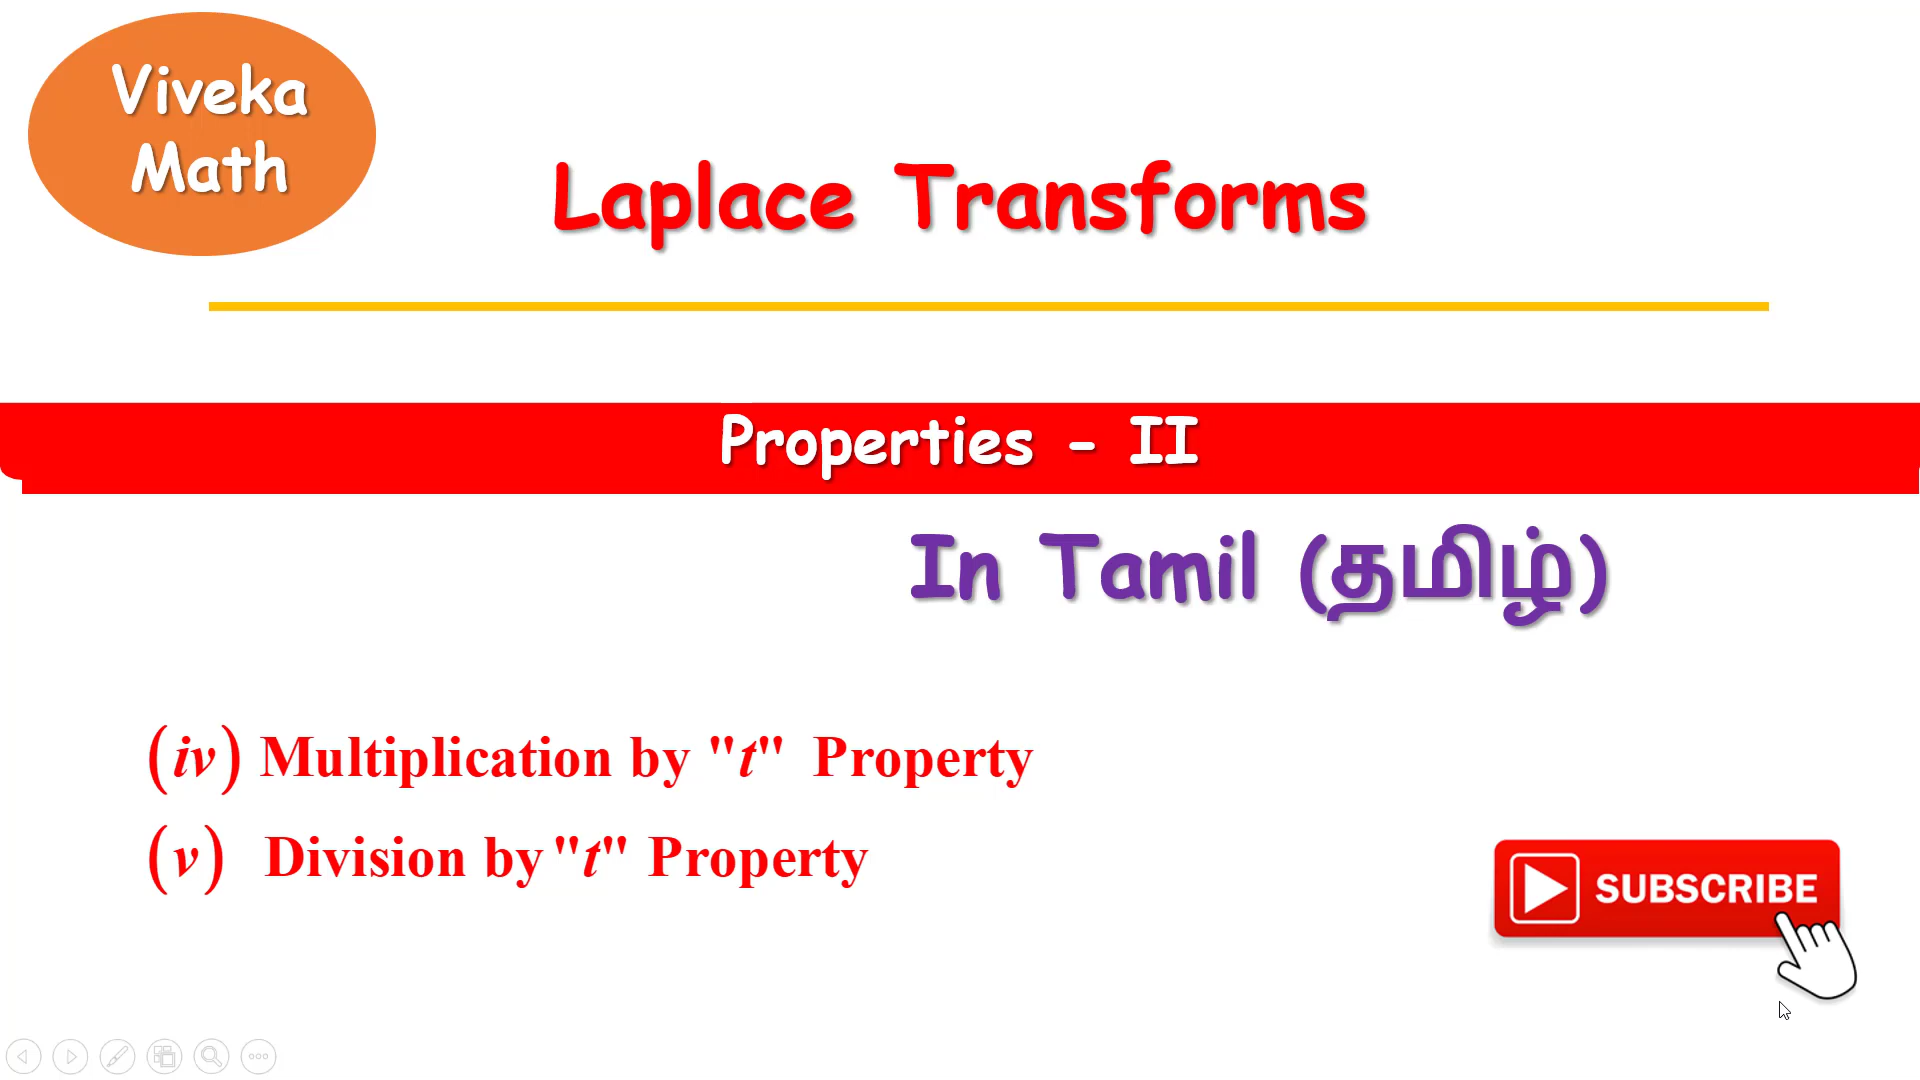 Viveka
Math
Laplace Transforms
Properties - II
In Tamil (தமிழ்)
(iv) Multiplication by "t" Property
(v) Division by "t" Property
SUBSCRIBE